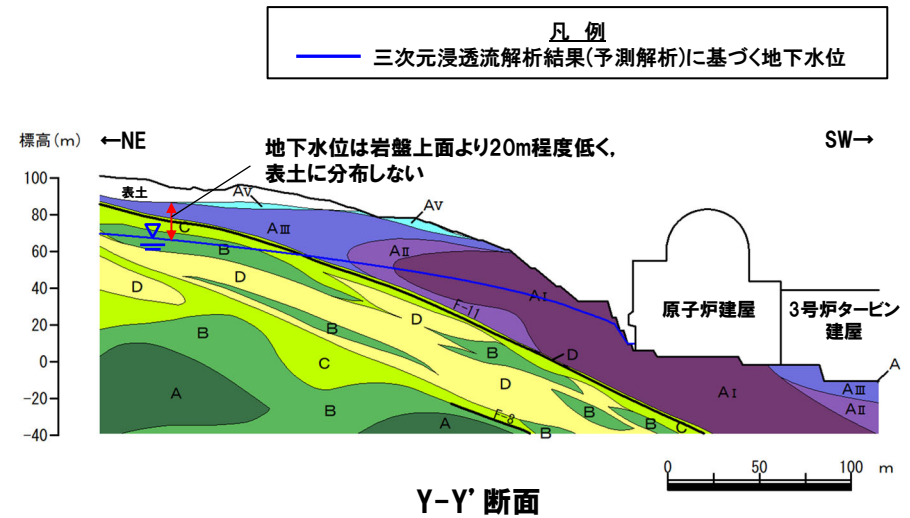 凡 例
三次元浸透流解析結果(予測解析)に基づく地下水位
標高(m)
←NE
SW→
地下水位は岩盤上面より20m程度低く,
表土に分布しない
100
80
60
40
20
0
-20
-40
表土
AⅤ
AⅤ
AⅢ
AⅡ
AⅠ
C
B
D
D
D
F-11
B
B
C
B
D
D
A
B
A
F-8
B
B
B
C
AⅠ
AⅢ
AⅡ
A
原子炉建屋
3号炉タービン
建屋
0 50 100 m
Y-Y’断面